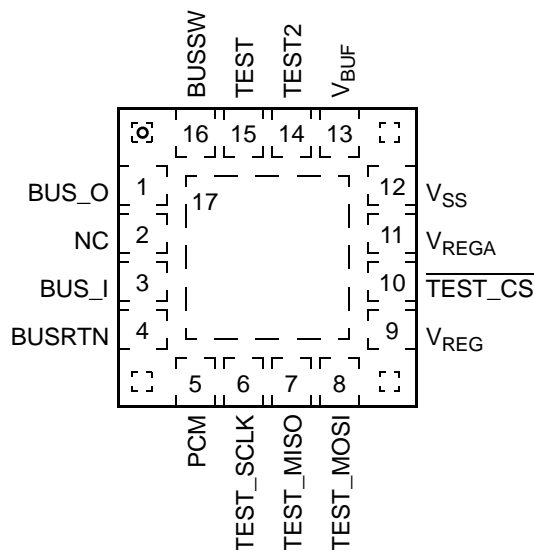 BUSSW
TEST
TEST2
VBUF
16
15
14
13
BUS_O
1
17
12
VSS
NC
2
11
VREGA
BUS_I
3
10
TEST_CS
BUSRTN
4
9
VREG
5
6
7
8
PCM
TEST_SCLK
TEST_MISO
TEST_MOSI